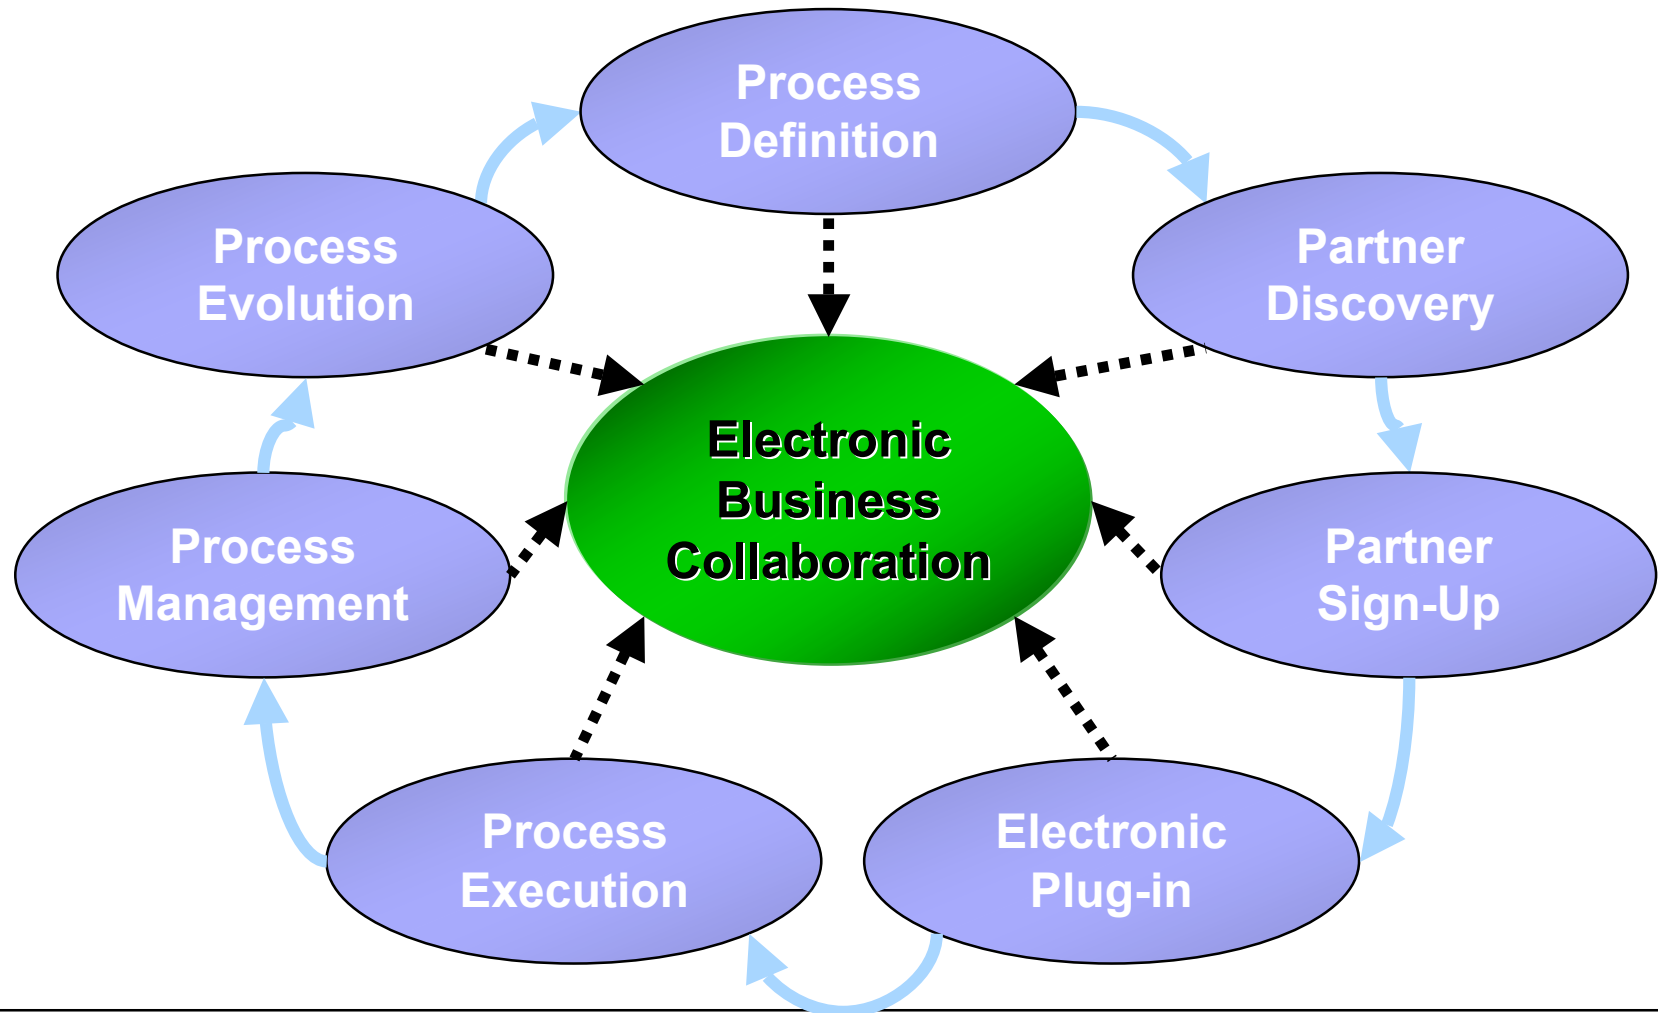 Process
Definition
Partner
Discovery
Partner
Sign-Up
Electronic
Plug-in
Process
Execution
Process
Management
Process
Evolution
Electronic
Business
Collaboration